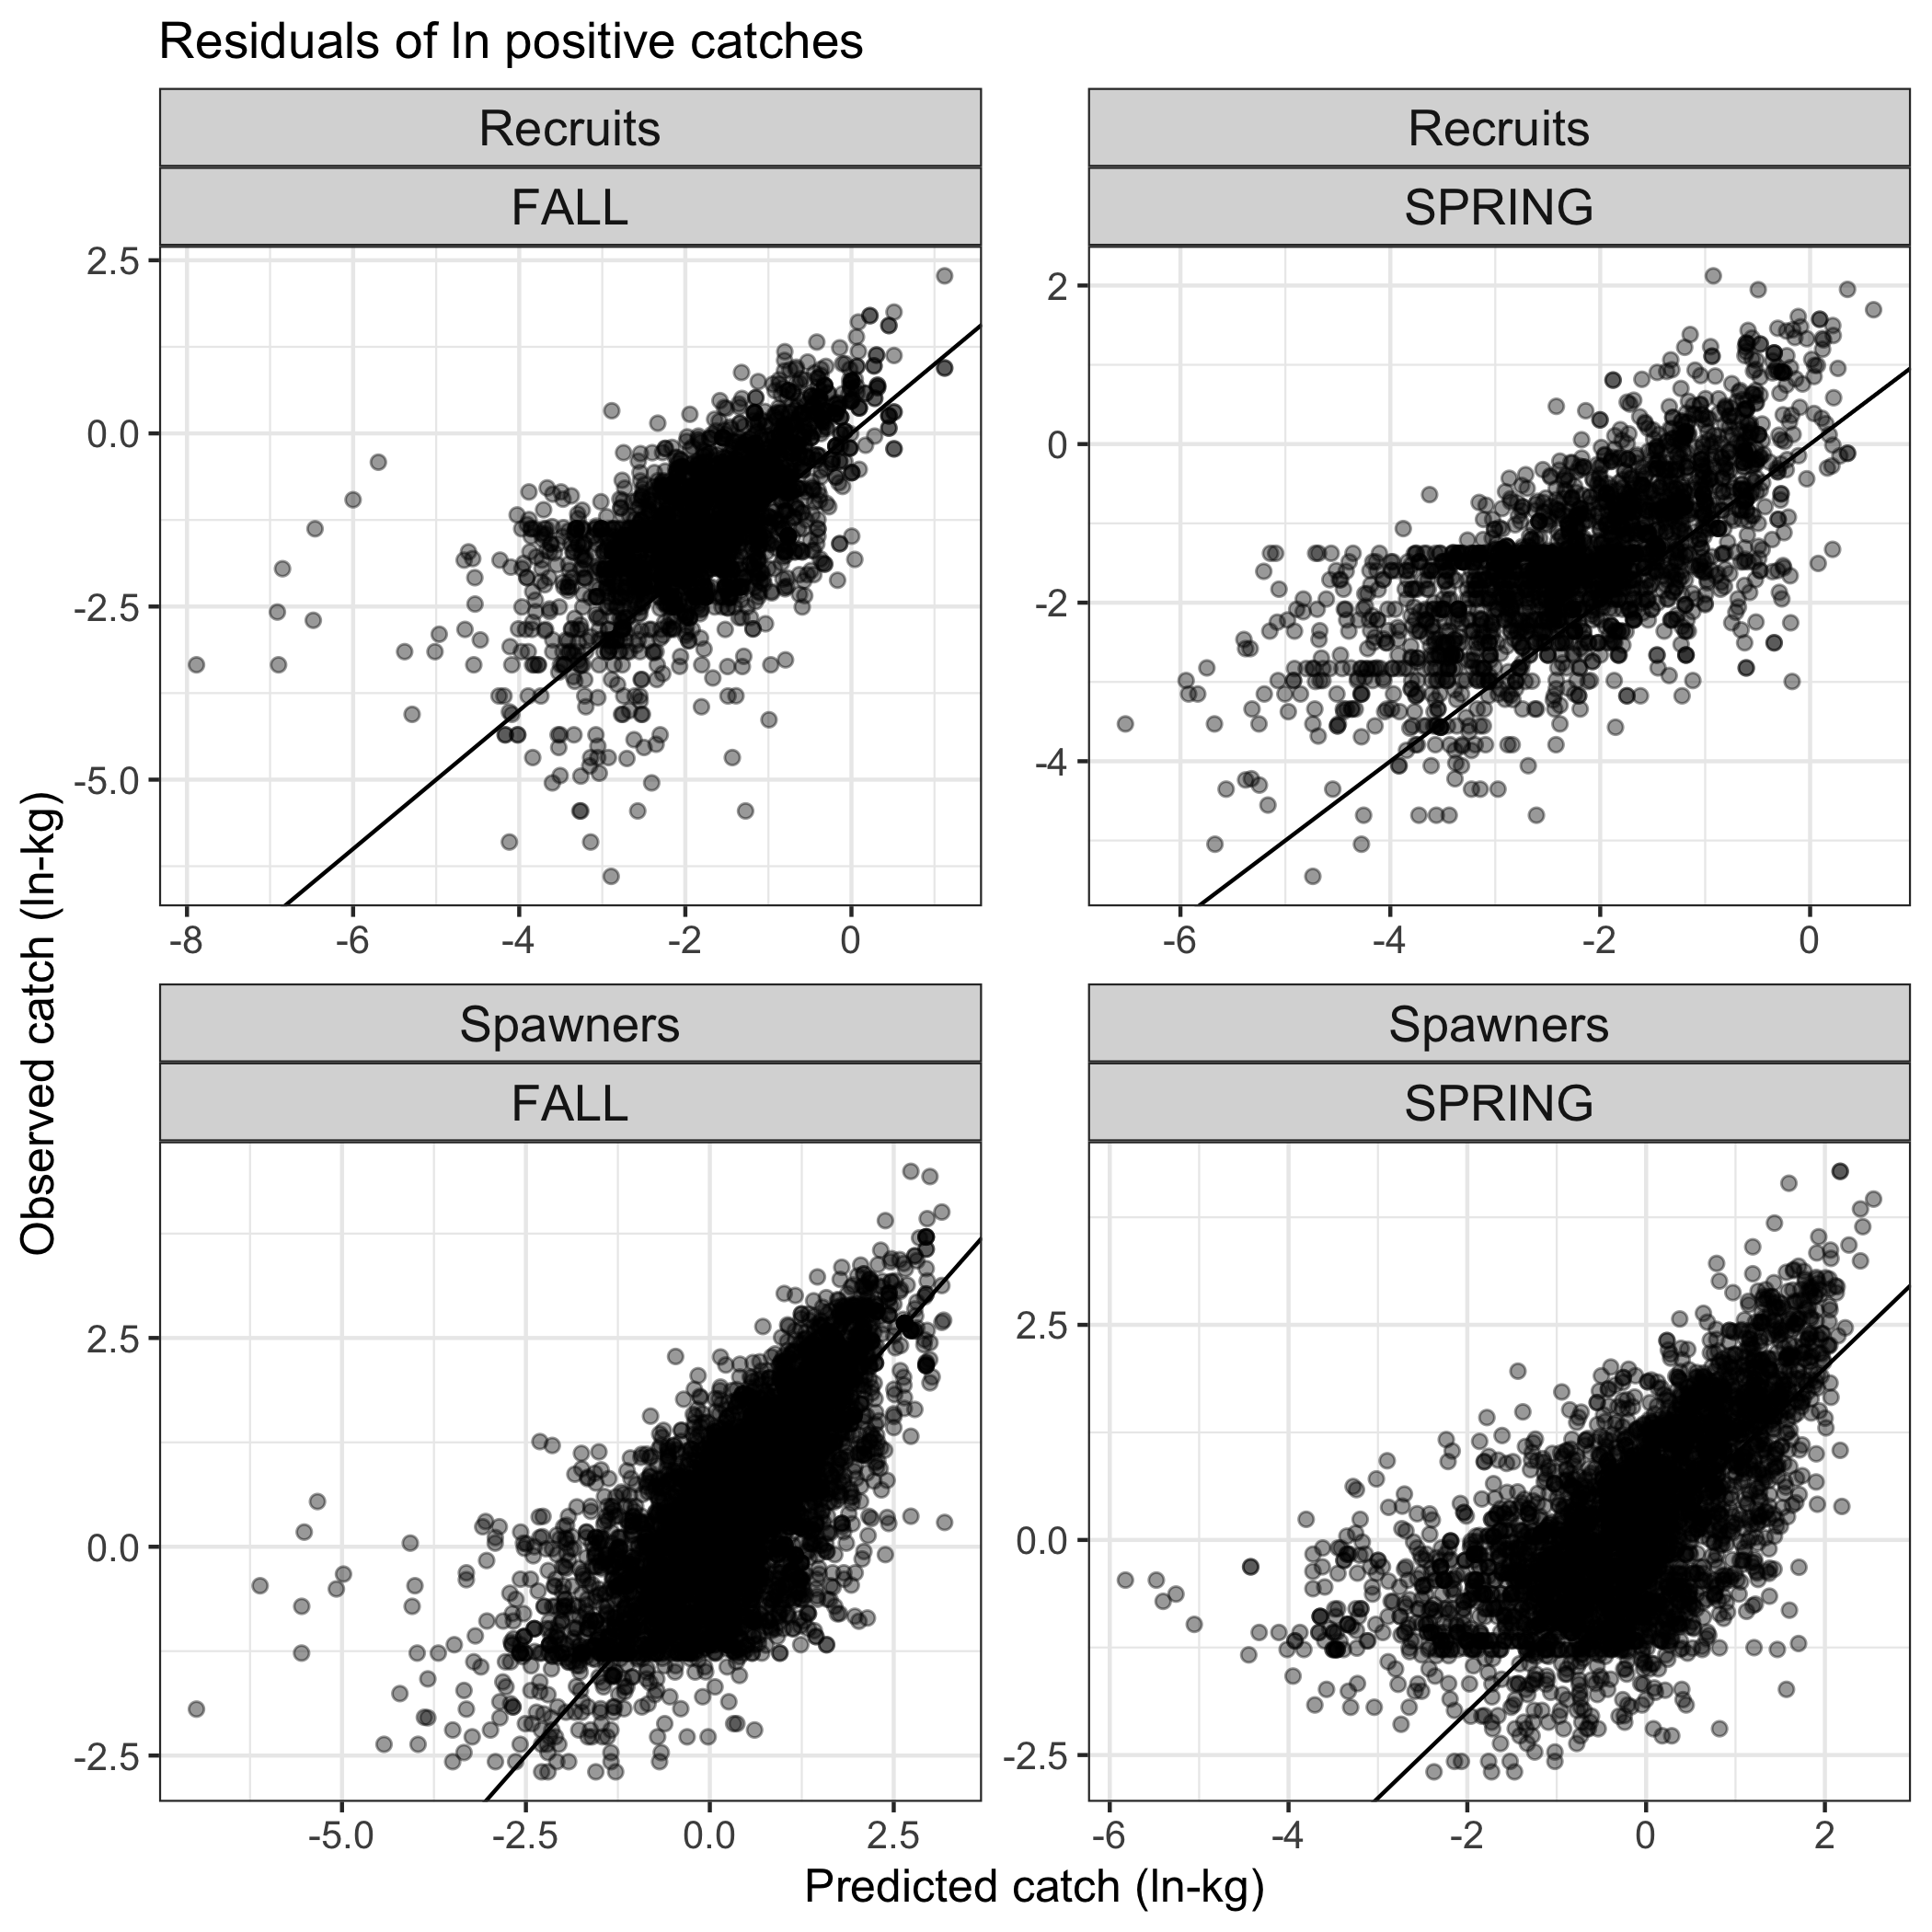 Residuals of ln positive catches
Recruits
FALL
2.5
0.0
-2.5
-5.0
-8 -6 -4 -2 0
Recruits
SPRING
2
0
-2
-4
-6 -4 -2 0
Spawners
FALL
2.5
0.0
-2.5
-5.0 -2.5 0.0 2.5
Spawners
SPRING
2.5
0.0
-2.5
-6 -4 -2 0 2
Observed catch (ln-kg)
Predicted catch (ln-kg)